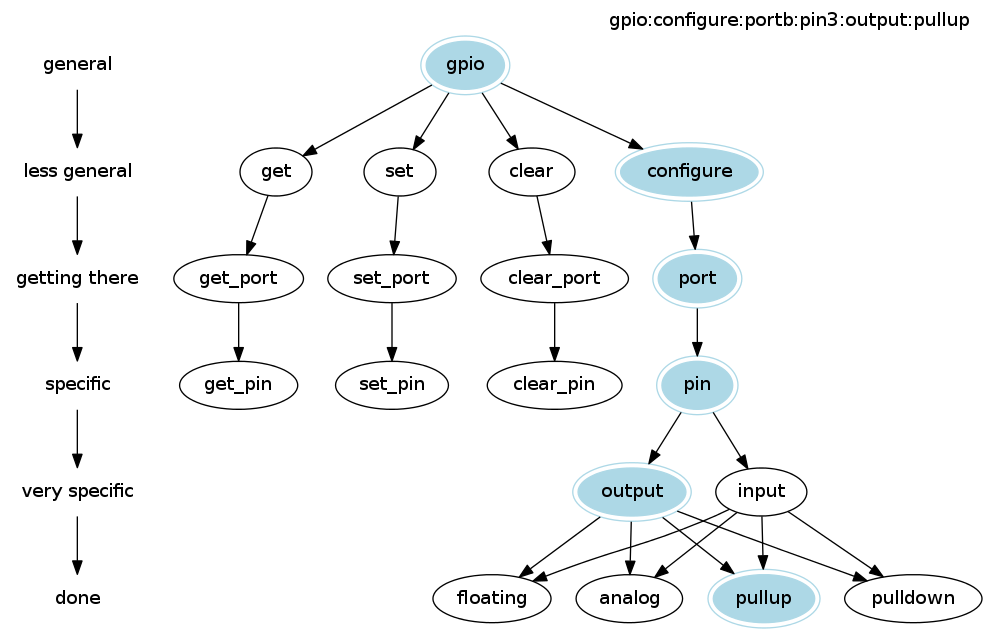 gpio:configure:portb:pin3:output:pullup
general
gpio
less general
get
set
clear
configure
getting there
get_port
set_port
clear_port
port
specific
get_pin
set_pin
clear_pin
pin
very specific
output
input
done
floating
analog
pullup
pulldown